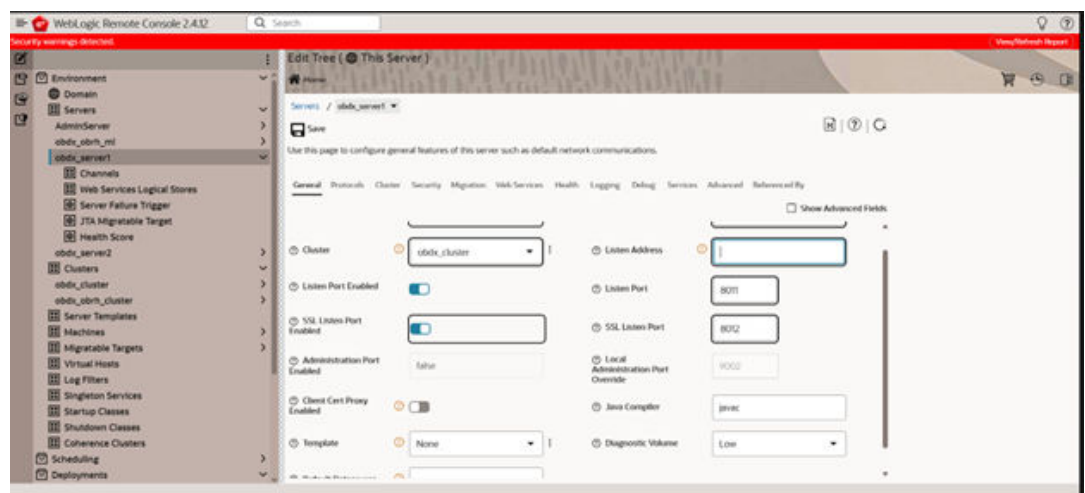 WebLogic Remote Console 2.4.12
Search
Security warnings detected.
View/Refresh Report
Edit Tree ( This Server )
Home
Environment
Domain
Servers
AdminServer
obdx_obrh_ml
obdx_server1
Channels
Web Services Logical Stores
Server Failure Trigger
JTA Migratable Target
Health Score
obdx_server2
Clusters
obdx_cluster
obdx_obrh_cluster
Server Templates
Machines
Migratable Targets
Virtual Hosts
Log Filters
Singleton Services
Startup Classes
Shutdown Classes
Coherence Clusters
Scheduling
Deployments
Servers / obdx_server1
Save
Use this page to configure general features of this server such as default network communications.
General Protocols Cluster Security Migration Web Services Health Logging Debug Services Advanced Referenced By
Show Advanced Fields
Cluster obdx_cluster Listen Address
Listen Port Enabled Listen Port 8011
SSL Listen Port Enabled SSL Listen Port 8012
Administration Port Enabled false Local Administration Port Override 9002
Client Cert Proxy Enabled Java Compiler javac
Template None Diagnostic Volume Low